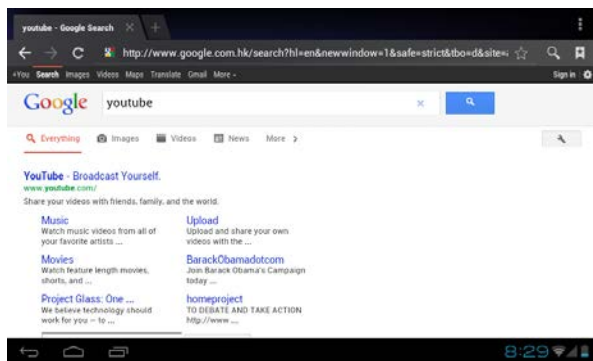 youtube - Google Search
http://www.google.com.hk/search?hl=en&newwindow=1&safe=strict&tbo=d&site=
+You Search Images Videos Maps Translate Gmail More Sign in
Google youtube
Everything Images Videos News More
YouTube - Broadcast Yourself.
www.youtube.com/
Share your videos with friends, family, and the world.
Music
Watch music videos from all of
your favorite artists ...
Upload
Upload and share your own
videos with the ...
Movies
Watch feature length movies,
shorts, and ...
BarackObamadotcom
Join Barack Obama's Campaign
today ...
Project Glass: One ...
We believe technology should
work for you — to ...
homeproject
TO DEBATE AND TAKE ACTION
http://www ...
8:29